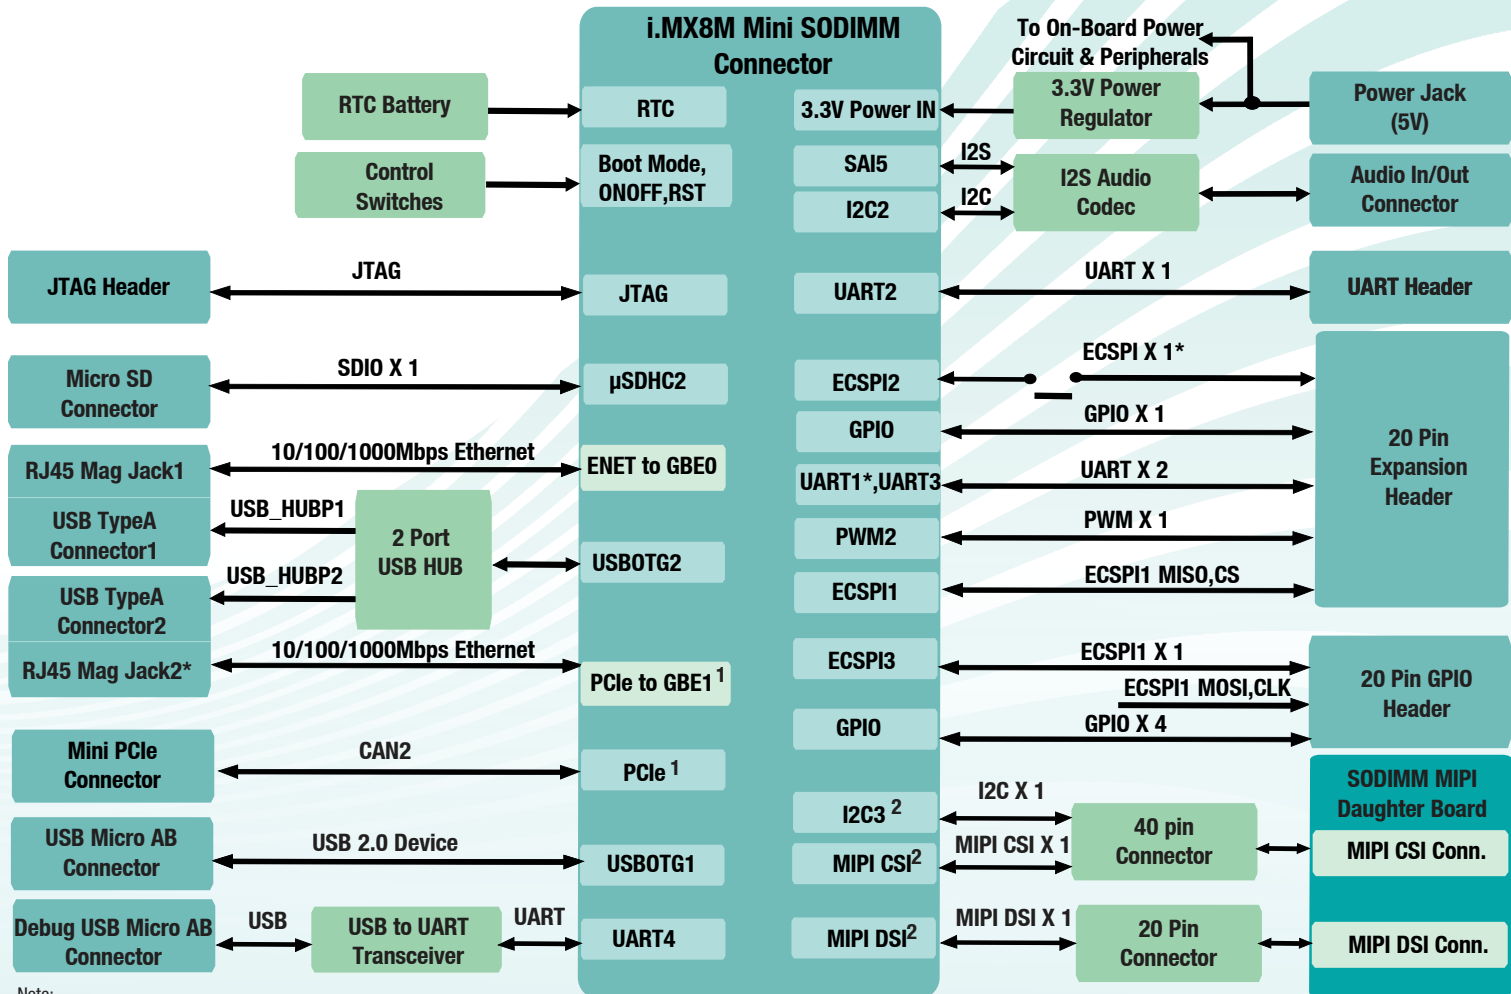 i.MX8M Mini SODIMM
Connector
To On-Board Power
Circuit & Peripherals
RTC Battery
RTC
3.3V Power IN
3.3V Power
Regulator
Power Jack
(5V)
Control
Switches
Boot Mode,
ONOFF,RST
SAI5
I2S
I2C2
I2C
I2S Audio
Codec
Audio In/Out
Connector
JTAG Header
JTAG
JTAG
UART2
UART X 1
UART Header
Micro SD
Connector
SDIO X 1
µSDHC2
ECSPI2
ECSPI X 1*
GPIO
GPIO X 1
20 Pin
Expansion
Header
RJ45 Mag Jack1
10/100/1000Mbps Ethernet
ENET to GBE0
UART1*,UART3
UART X 2
USB TypeA
Connector1
USB_HUBP1
2 Port
USB HUB
USBOTG2
PWM2
PWM X 1
USB TypeA
Connector2
USB_HUBP2
ECSPI1
ECSPI1 MISO,CS
RJ45 Mag Jack2*
10/100/1000Mbps Ethernet
PCIe to GBE1 1
ECSPI3
ECSPI1 X 1
ECSPI1 MOSI,CLK
20 Pin GPIO
Header
GPIO
GPIO X 4
Mini PCIe
Connector
CAN2
PCIe 1
I2C3 2
I2C X 1
40 pin
Connector
SODIMM MIPI
Daughter Board
USB Micro AB
Connector
USB 2.0 Device
USBOTG1
MIPI CSI2
MIPI CSI X 1
MIPI CSI Conn.
Debug USB Micro AB
Connector
USB
USB to UART
Transceiver
UART
UART4
MIPI DSI2
MIPI DSI X 1
20 Pin
Connector
MIPI DSI Conn.
Note: